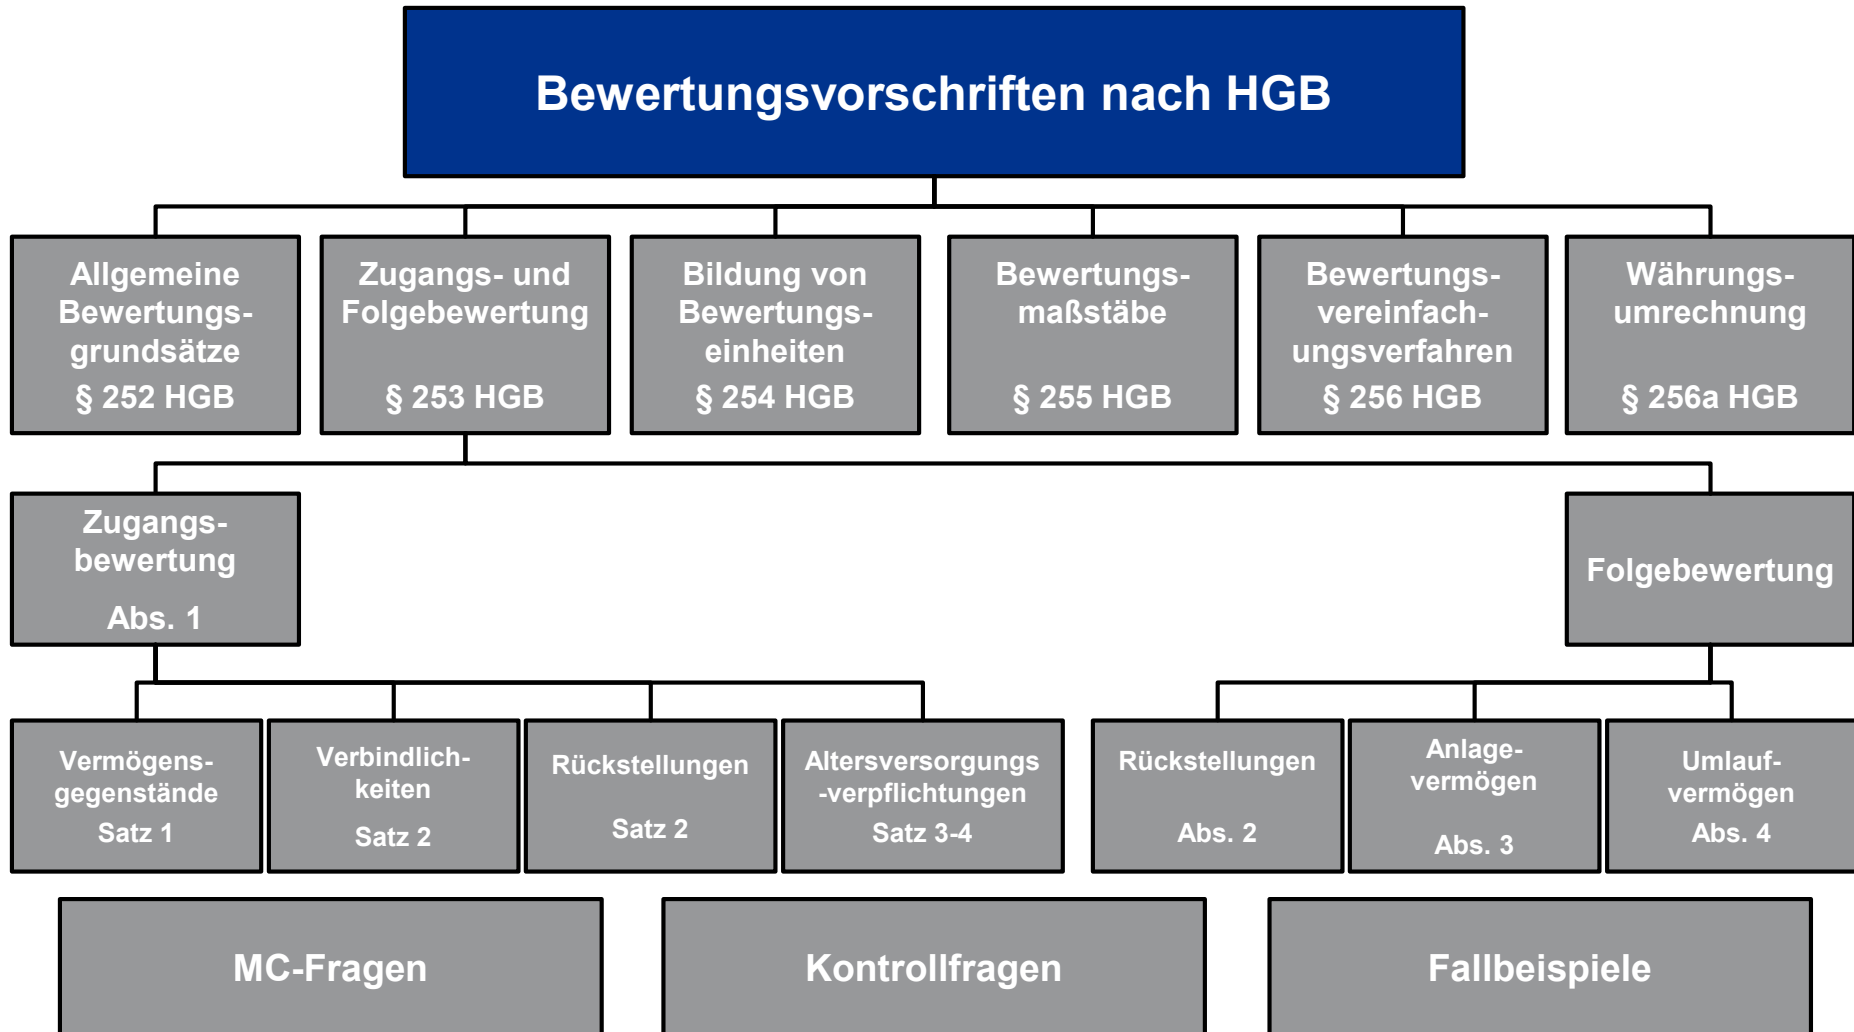 Bewertungsvorschriften nach HGB
Allgemeine
Bewertungs-
grundsätze
§ 252 HGB
Zugangs- und
Folgebewertung
§ 253 HGB
Bildung von
Bewertungs-
einheiten
§ 254 HGB
Bewertungs-
maßstäbe
§ 255 HGB
Bewertungs-
vereinfach-
ungsverfahren
§ 256 HGB
Währungs-
umrechnung
§ 256a HGB
Zugangs-
bewertung
Abs. 1
Folgebewertung
Vermögens-
gegenstände
Satz 1
Verbindlich-
keiten
Satz 2
Rückstellungen
Satz 2
Altersversorgungs
-verpflichtungen
Satz 3-4
Rückstellungen
Abs. 2
Anlage-
vermögen
Abs. 3
Umlauf-
vermögen
Abs. 4
MC-Fragen
Kontrollfragen
Fallbeispiele